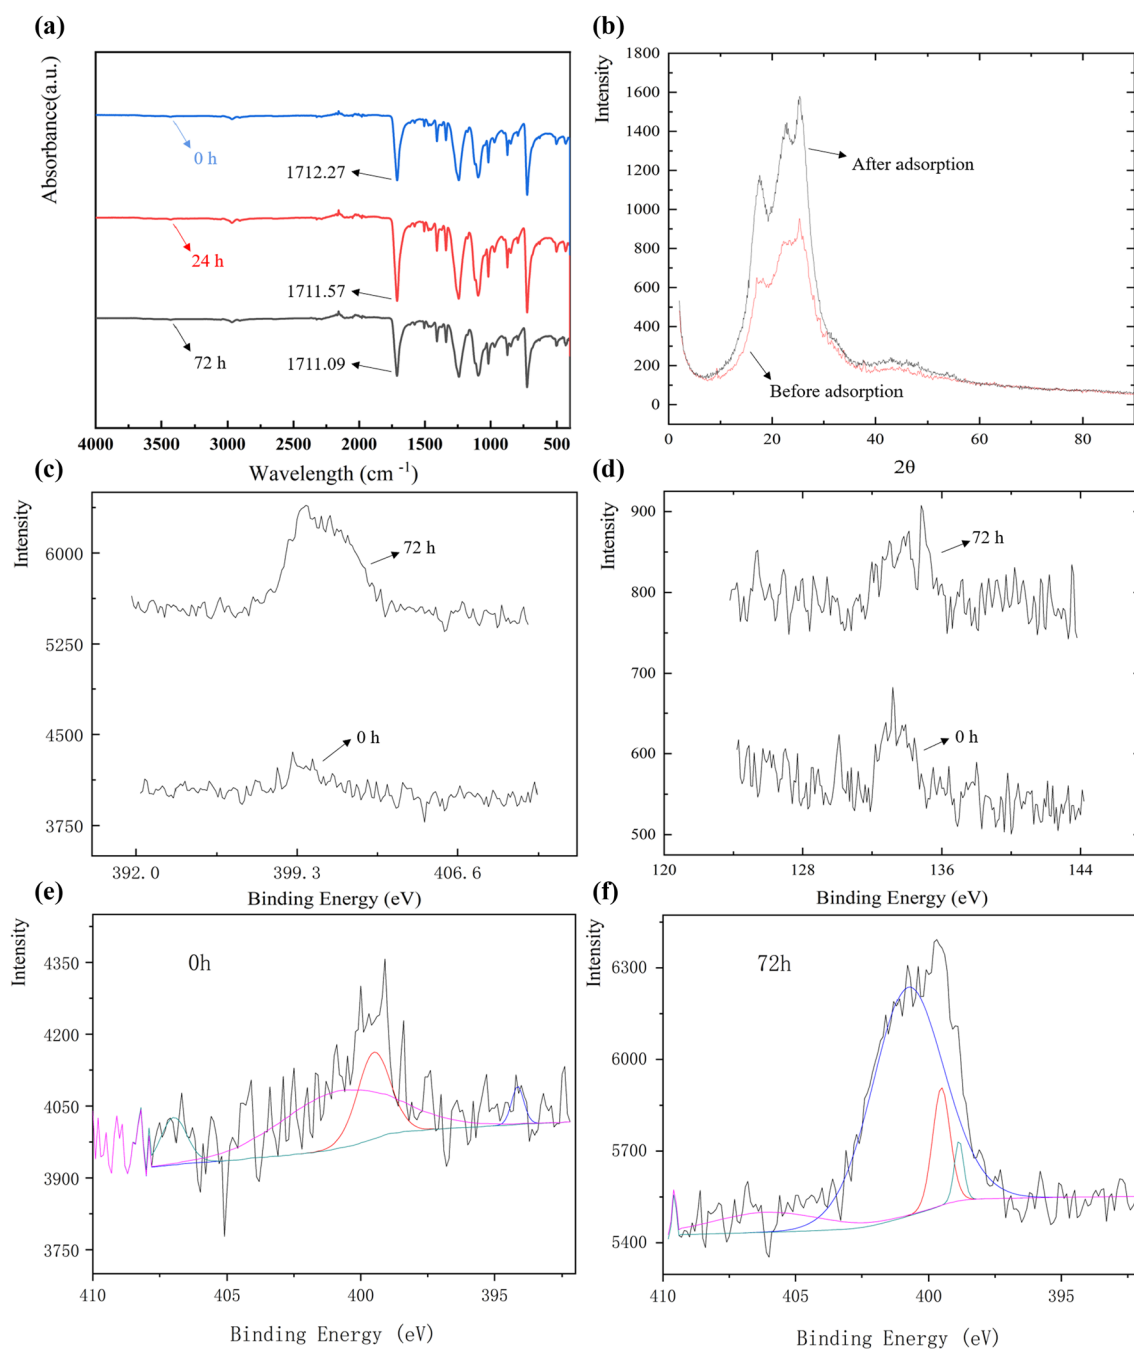 (a)
Absorbance(a.u.)
0 h
1712.27
24 h
1711.57
72 h
1711.09
4000 3500 3000 2500 2000 1500 1000 500
Wavelength (cm -1)
(b)
Intensity
1800
1600
1400
1200
1000
800
600
400
200
0
After adsorption
Before adsorption
0 20 40 60 80
2θ
(c)
Intensity
6000
5250
4500
3750
72 h
0 h
392.0 399.3 406.6
Binding Energy (eV)
(d)
Intensity
900
800
700
600
500
72 h
0 h
120 128 136 144
Binding Energy (eV)
(e)
Intensity
4350
4200
4050
3900
3750
0h
410 405 400 395
Binding Energy (eV)
(f)
Intensity
6300
6000
5700
5400
72h
410 405 400 395
Binding Energy (eV)